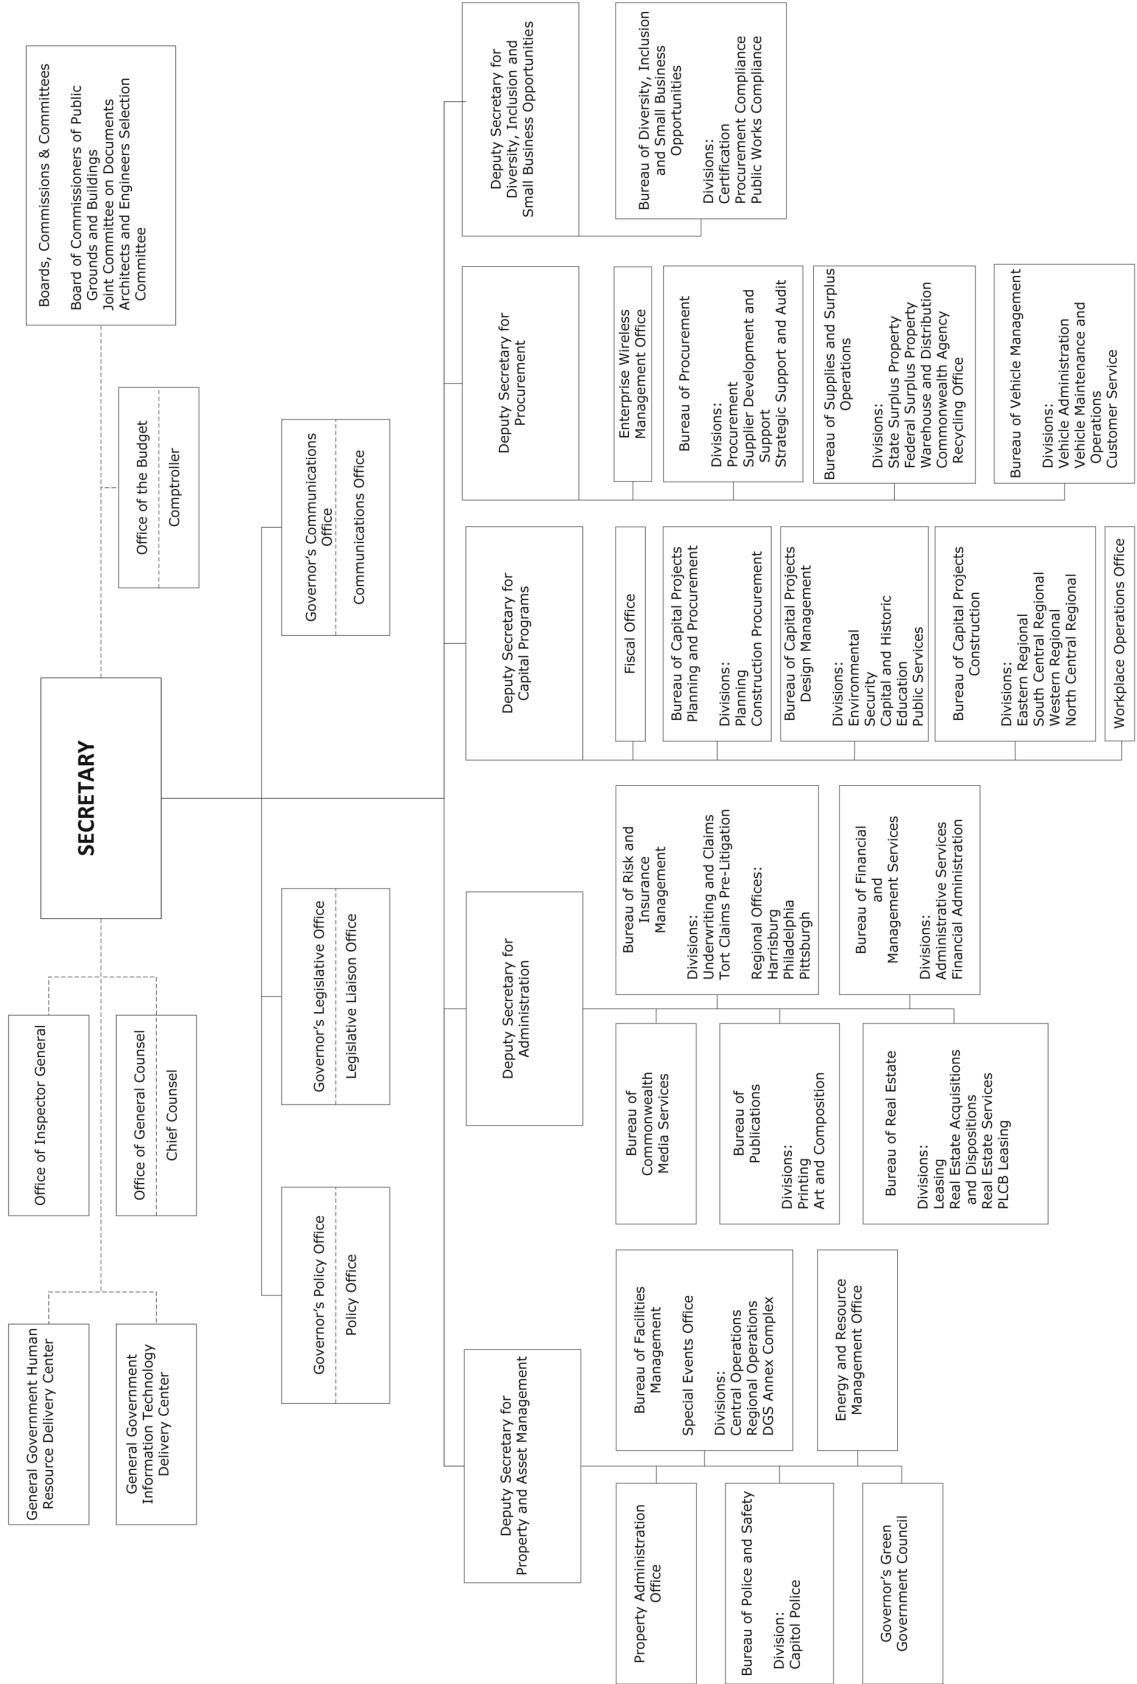 SECRETARY
General Government Human
Resource Delivery Center
General Government
Information Technology
Delivery Center
Office of Inspector General
Office of General Counsel
Chief Counsel
Office of the Budget
Comptroller
Boards, Commissions & Committees
Board of Commissioners of Public
Grounds and Buildings
Joint Committee on Documents
Architects and Engineers Selection
Committee
Governor's Policy Office
Policy Office
Governor's Legislative Office
Legislative Liaison Office
Governor's Communications
Office
Communications Office
Deputy Secretary for
Property and Asset Management
Property Administration
Office
Bureau of Police and Safety
Division:
Capitol Police
Governor's Green
Government Council
Bureau of Facilities
Management
Special Events Office
Divisions:
Central Operations
Regional Operations
DGS Annex Complex
Energy and Resource
Management Office
Deputy Secretary for
Administration
Bureau of
Commonwealth
Media Services
Bureau of
Publications
Divisions:
Printing
Art and Composition
Bureau of Real Estate
Divisions:
Leasing
Real Estate Acquisitions
and Dispositions
Real Estate Services
PLCB Leasing
Bureau of Risk and
Insurance
Management
Divisions:
Underwriting and Claims
Tort Claims Pre-Litigation
Regional Offices:
Harrisburg
Philadelphia
Pittsburgh
Bureau of Financial
and
Management Services
Divisions:
Administrative Services
Financial Administration
Deputy Secretary for
Capital Programs
Fiscal Office
Bureau of Capital Projects
Planning and Procurement
Divisions:
Planning
Construction Procurement
Bureau of Capital Projects
Design Management
Divisions:
Environmental
Security
Capital and Historic
Education
Public Services
Bureau of Capital Projects
Construction
Divisions:
Eastern Regional
South Central Regional
Western Regional
North Central Regional
Workplace Operations Office
Deputy Secretary for
Procurement
Enterprise Wireless
Management Office
Bureau of Procurement
Divisions:
Procurement
Supplier Development and
Support
Strategic Support and Audit
Bureau of Supplies and Surplus
Operations
Divisions:
State Surplus Property
Federal Surplus Property
Warehouse and Distribution
Commonwealth Agency
Recycling Office
Bureau of Vehicle Management
Divisions:
Vehicle Administration
Vehicle Maintenance and
Operations
Customer Service
Deputy Secretary for
Diversity, Inclusion and
Small Business Opportunities
Bureau of Diversity, Inclusion
and Small Business
Opportunities
Divisions:
Certification
Procurement Compliance
Public Works Compliance